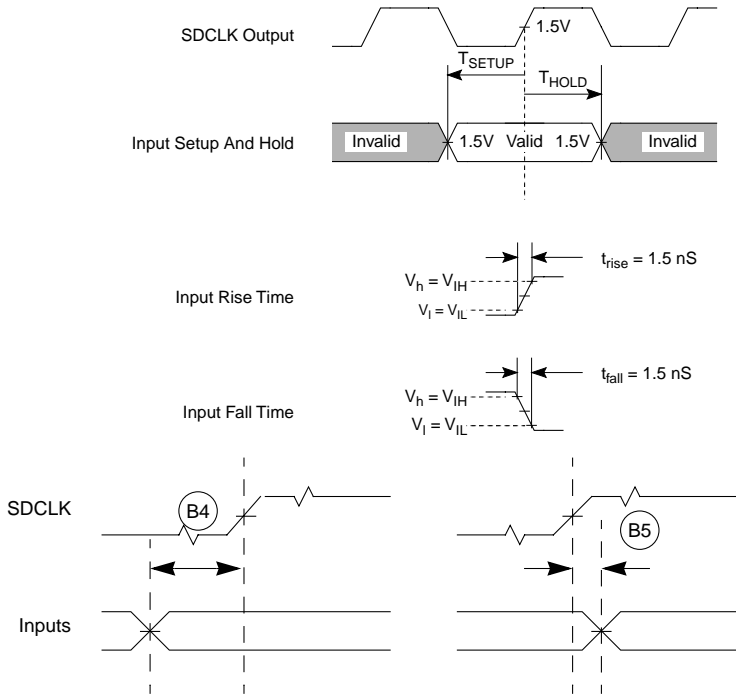 SDCLK Output
1.5V
TSETUP
THOLD
Input Setup And Hold
Invalid
1.5V Valid 1.5V
Invalid
trise = 1.5 nS
Vh = VIH
Input Rise Time
Vl = VIL
tfall = 1.5 nS
Vh = VIH
Input Fall Time
Vl = VIL
SDCLK
B4
B5
Inputs